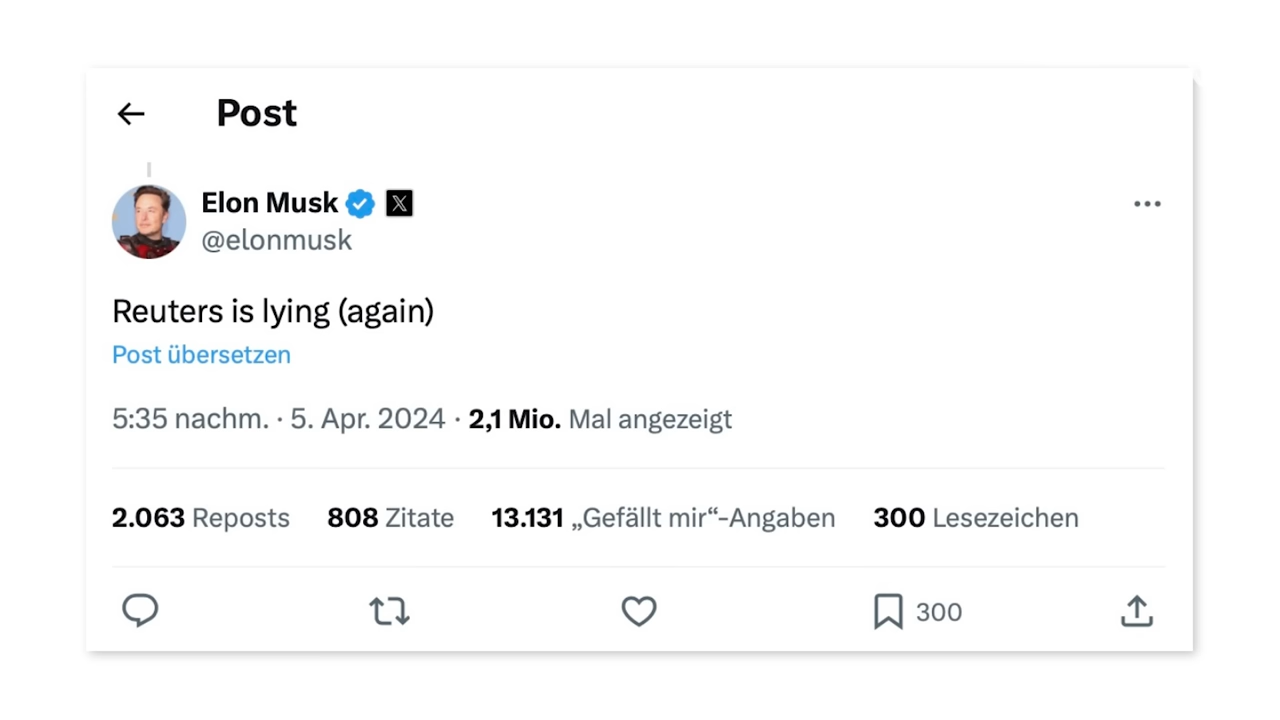 Post
Elon Musk
@elonmusk
Reuters is lying (again)
Post übersetzen
5:35 nachm. · 5. Apr. 2024 · 2,1 Mio. Mal angezeigt
2.063 Reposts 808 Zitate 13.131 „Gefällt mir“-Angaben 300 Lesezeichen
300